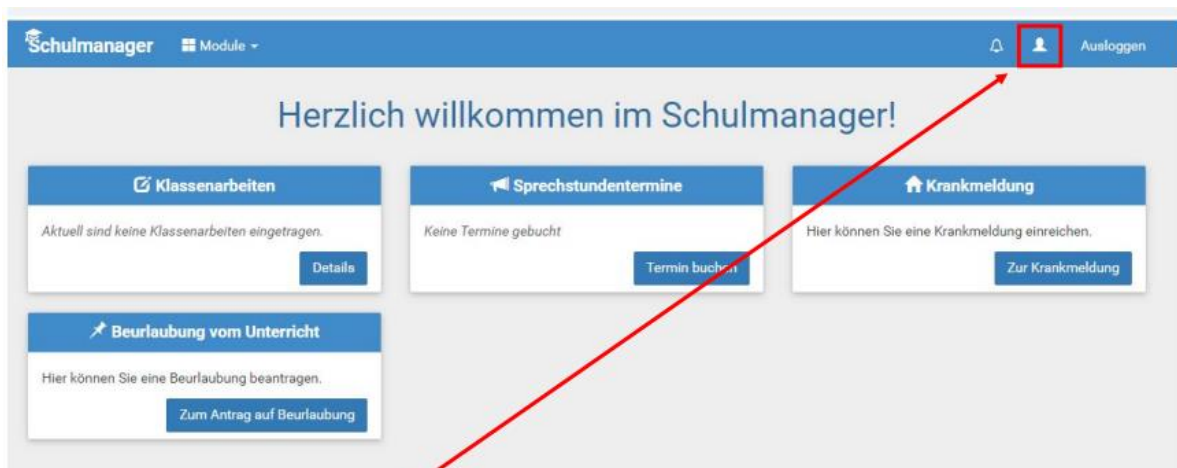 Schulmanager Module Ausloggen
Herzlich willkommen im Schulmanager!
Klassenarbeiten
Aktuell sind keine Klassenarbeiten eingetragen.
Details
Sprechstundentermine
Keine Termine gebucht
Termin buchen
Krankmeldung
Hier können Sie eine Krankmeldung einreichen.
Zur Krankmeldung
Beurlaubung vom Unterricht
Hier können Sie eine Beurlaubung beantragen.
Zum Antrag auf Beurlaubung